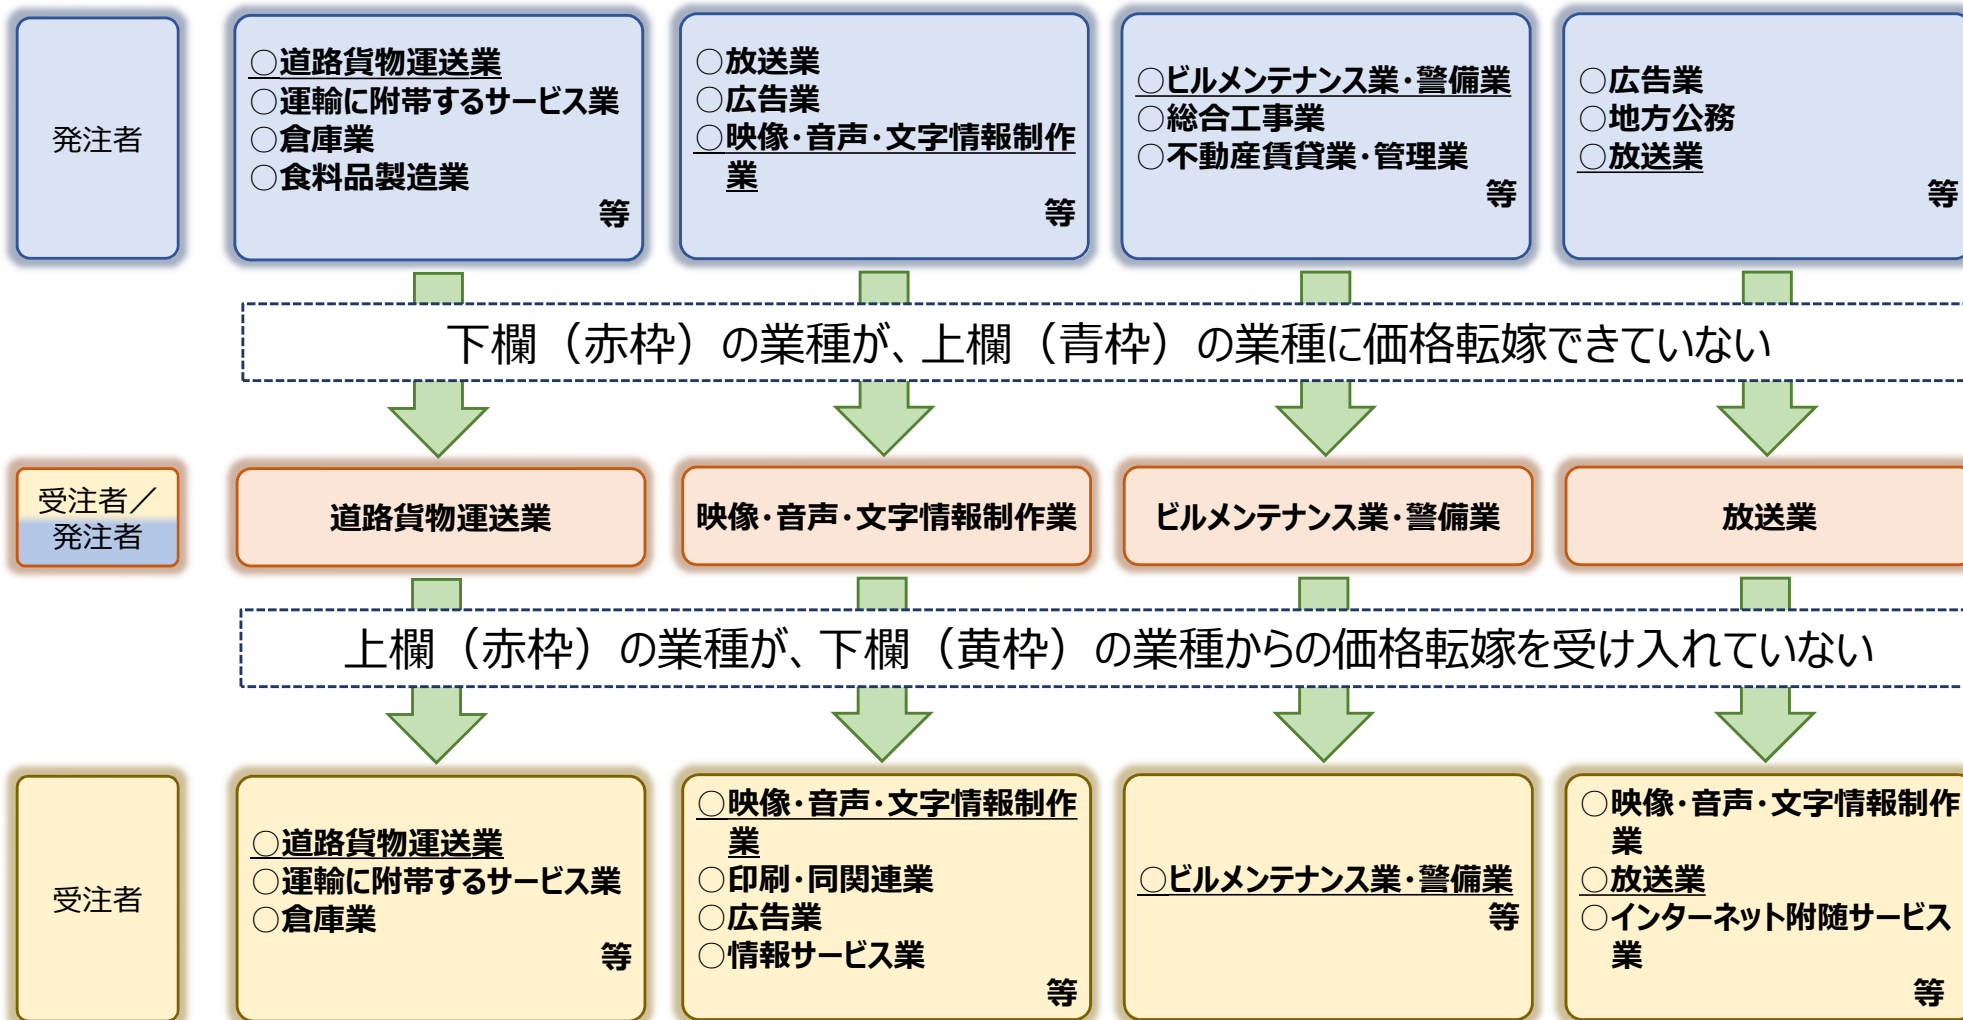 発注者
○道路貨物運送業
○運輸に附帯するサービス業
○倉庫業
○食料品製造業
等
○放送業
○広告業
○映像・音声・文字情報制作
業
等
○ビルメンテナンス業・警備業
○総合工事業
○不動産賃貸業・管理業
等
○広告業
○地方公務
○放送業
等
下欄（赤枠）の業種が、上欄（青枠）の業種に価格転嫁できていない
受注者／
発注者
道路貨物運送業
映像・音声・文字情報制作業
ビルメンテナンス業・警備業
放送業
上欄（赤枠）の業種が、下欄（黄枠）の業種からの価格転嫁を受け入れていない
受注者
○道路貨物運送業
○運輸に附帯するサービス業
○倉庫業
等
○映像・音声・文字情報制作
業
○印刷・同関連業
○広告業
○情報サービス業
等
○ビルメンテナンス業・警備業
等
○映像・音声・文字情報制作
業
○放送業
○インターネット附随サービス
業
等